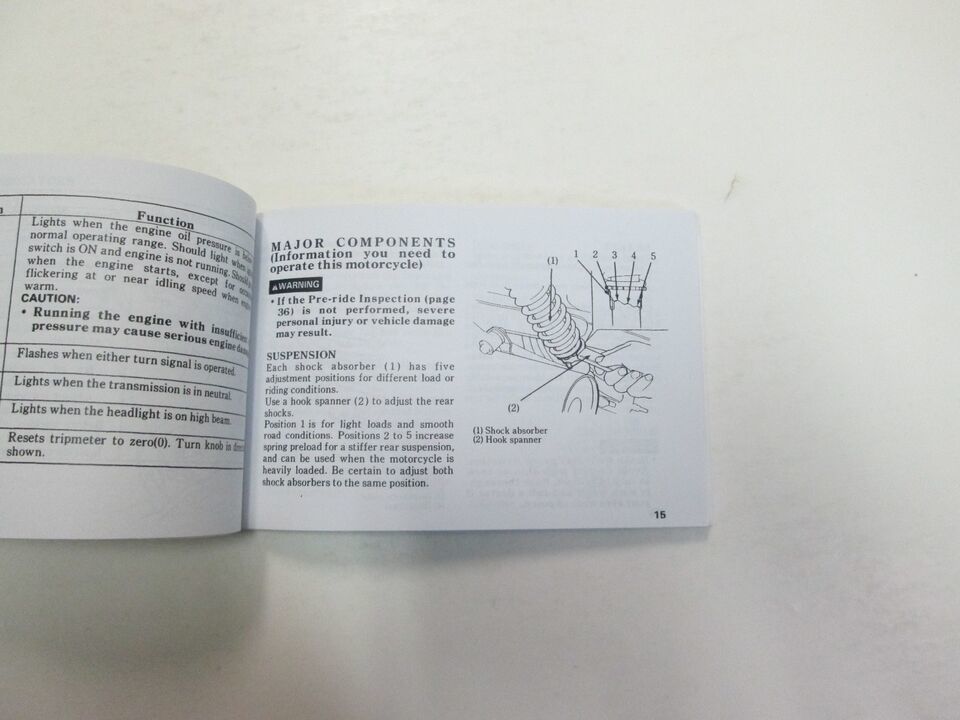 Function
Lights when the engine oil pressure is below
normal operating range. Should light when
switch is ON and engine is not running. Should
when the engine starts, except for
flickering at or near idling speed when
warm.
CAUTION:
• Running the engine with insufficient
pressure may cause serious engine
Flashes when either turn signal is operated.
Lights when the transmission is in neutral.
Lights when the headlight is on high beam.
Resets tripmeter to zero(0). Turn knob in
shown.
MAJOR COMPONENTS
(Information you need to
operate this motorcycle)
WARNING
• If the Pre-ride Inspection (page
36) is not performed, severe
personal injury or vehicle damage
may result.
SUSPENSION
Each shock absorber (1) has five
adjustment positions for different load or
riding conditions.
Use a hook spanner (2) to adjust the rear
shocks.
Position 1 is for light loads and smooth
road conditions. Positions 2 to 5 increase
spring preload for a stiffer rear suspension,
and can be used when the motorcycle is
heavily loaded. Be certain to adjust both
shock absorbers to the same position.
(1) 1 2 3 4 5
(2)
(1) Shock absorber
(2) Hook spanner
15